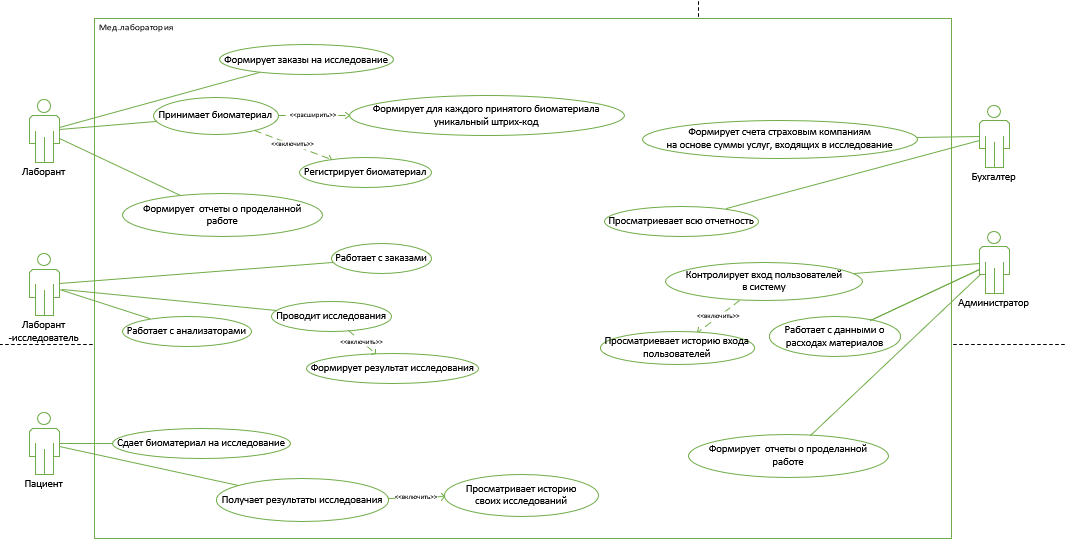 Мед.лаборатория
Формирует заказы на исследование
Принимает биоматериал
<<расширить>>
Формирует для каждого принятого биоматериала
уникальный штрих-код
<<включить>>
Регистрирует биоматериал
Лаборант
Формирует отчеты о проделанной
работе
Формирует счета страховым компаниям
на основе суммы услуг, входящих в исследование
Бухгалтер
Просматриевает всю отчетность
Работает с заказами
Лаборант
-исследователь
Проводит исследования
Работает с анализаторами
<<включить>>
Формирует результат исследования
Контролирует вход пользователей
в систему
Администратор
<<включить>>
Просматриевает историю входа
пользователей
Работает с данными о
расходах материалов
Сдает биоматериал на исследование
Пациент
Получает результаты исследования
<<включить>>
Просматривает историю
своих исследований
Формирует отчеты о проделанной
работе